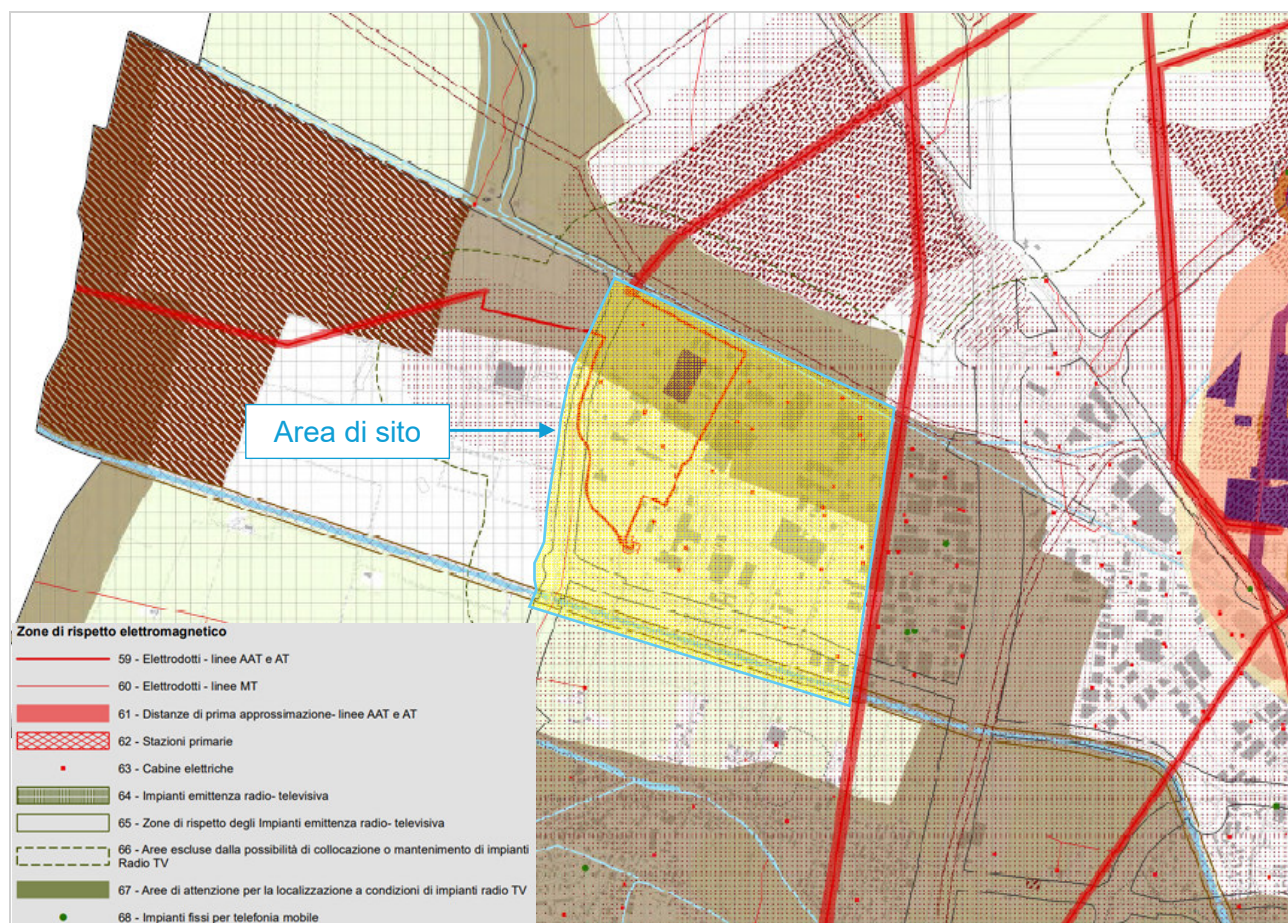 Area di sito
Zone di rispetto elettromagnetico
59 - Elettrodotti - linee AAT e AT
60 - Elettrodotti - linee MT
61 - Distanze di prima approssimazione- linee AAT e AT
62 - Stazioni primarie
63 - Cabine elettriche
64 - Impianti emittenza radio- televisiva
65 - Zone di rispetto degli Impianti emittenza radio- televisiva
66 - Aree escluse dalla possibilità di collocazione o mantenimento di impianti
Radio TV
67 - Aree di attenzione per la localizzazione a condizioni di impianti radio TV
68 - Impianti fissi per telefonia mobile